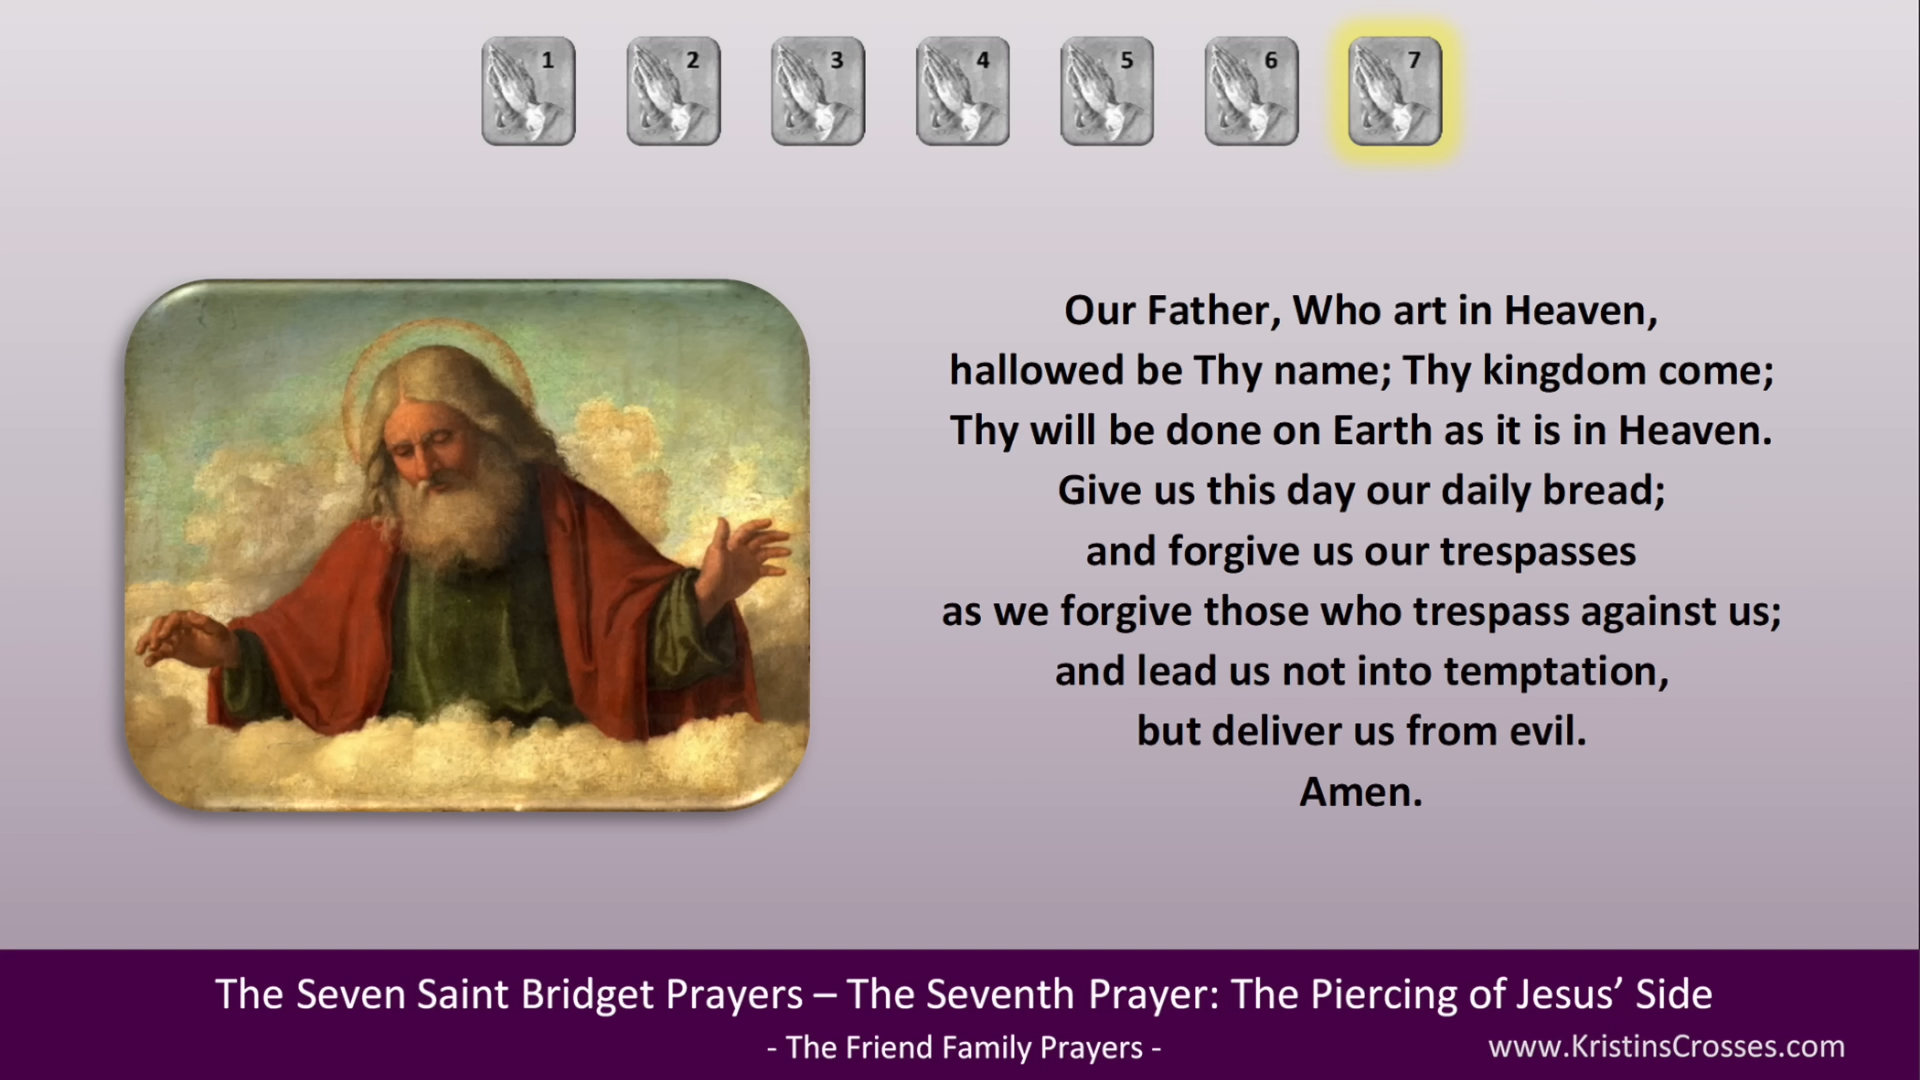 1 2 3 4 5 6 7
Our Father, Who art in Heaven,
hallowed be Thy name; Thy kingdom come;
Thy will be done on Earth as it is in Heaven.
Give us this day our daily bread;
and forgive us our trespasses
as we forgive those who trespass against us;
and lead us not into temptation,
but deliver us from evil.
Amen.
The Seven Saint Bridget Prayers – The Seventh Prayer: The Piercing of Jesus’ Side
- The Friend Family Prayers -
www.KristinsCrosses.com